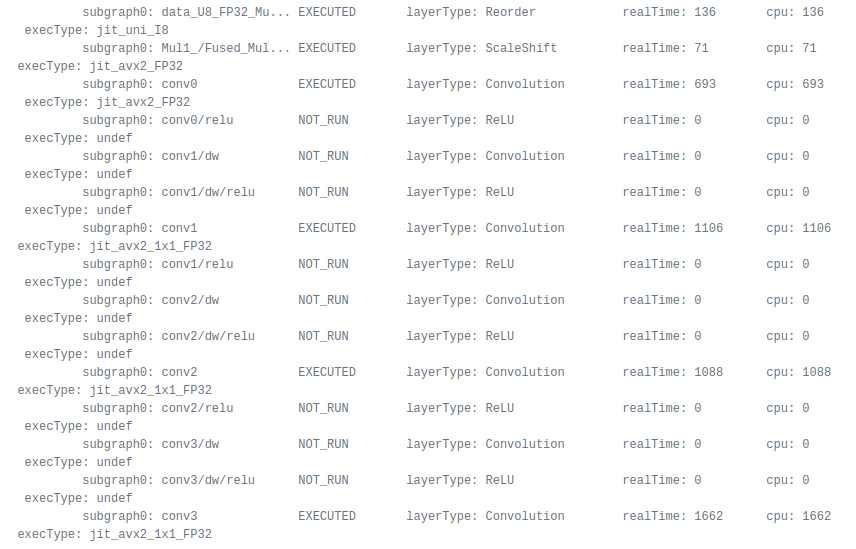 subgraph0: data_U8_FP32_Mu... EXECUTED layerType: Reorder realTime: 136 cpu: 136
execType: jit_uni_I8
subgraph0: Mul1_/Fused_Mul... EXECUTED layerType: ScaleShift realTime: 71 cpu: 71
execType: jit_avx2_FP32
subgraph0: conv0 EXECUTED layerType: Convolution realTime: 693 cpu: 693
execType: jit_avx2_FP32
subgraph0: conv0/relu NOT_RUN layerType: ReLU realTime: 0 cpu: 0
execType: undef
subgraph0: conv1/dw NOT_RUN layerType: Convolution realTime: 0 cpu: 0
execType: undef
subgraph0: conv1/dw/relu NOT_RUN layerType: ReLU realTime: 0 cpu: 0
execType: undef
subgraph0: conv1 EXECUTED layerType: Convolution realTime: 1106 cpu: 1106
execType: jit_avx2_1x1_FP32
subgraph0: conv1/relu NOT_RUN layerType: ReLU realTime: 0 cpu: 0
execType: undef
subgraph0: conv2/dw NOT_RUN layerType: Convolution realTime: 0 cpu: 0
execType: undef
subgraph0: conv2/dw/relu NOT_RUN layerType: ReLU realTime: 0 cpu: 0
execType: undef
subgraph0: conv2 EXECUTED layerType: Convolution realTime: 1088 cpu: 1088
execType: jit_avx2_1x1_FP32
subgraph0: conv2/relu NOT_RUN layerType: ReLU realTime: 0 cpu: 0
execType: undef
subgraph0: conv3/dw NOT_RUN layerType: Convolution realTime: 0 cpu: 0
execType: undef
subgraph0: conv3/dw/relu NOT_RUN layerType: ReLU realTime: 0 cpu: 0
execType: undef
subgraph0: conv3 EXECUTED layerType: Convolution realTime: 1662 cpu: 1662
execType: jit_avx2_1x1_FP32